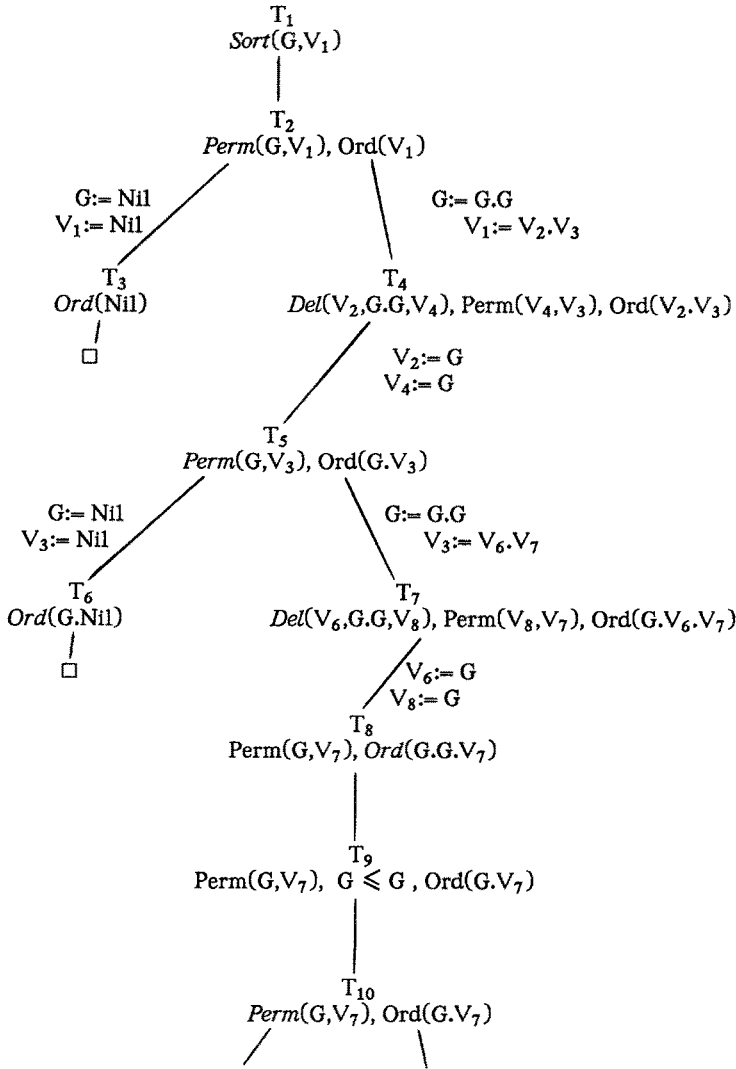 T₁
Sort(G,V₁)
T₂
Perm(G,V₁), Ord(V₁)
G:= Nil
V₁:= Nil
G:= G.G
V₁:= V₂.V₃
T₃
Ord(Nil)
T₄
Del(V₂,G.G,V₄), Perm(V₄,V₃), Ord(V₂.V₃)
V₂:= G
V₄:= G
T₅
Perm(G,V₃), Ord(G.V₃)
G:= Nil
V₃:= Nil
G:= G.G
V₃:= V₆.V₇
T₆
Ord(G.Nil)
T₇
Del(V₆,G.G,V₈), Perm(V₈,V₇), Ord(G.V₆.V₇)
V₆:= G
V₈:= G
T₈
Perm(G,V₇), Ord(G.G.V₇)
T₉
Perm(G,V₇), G ⩽ G , Ord(G.V₇)
T₁₀
Perm(G,V₇), Ord(G.V₇)